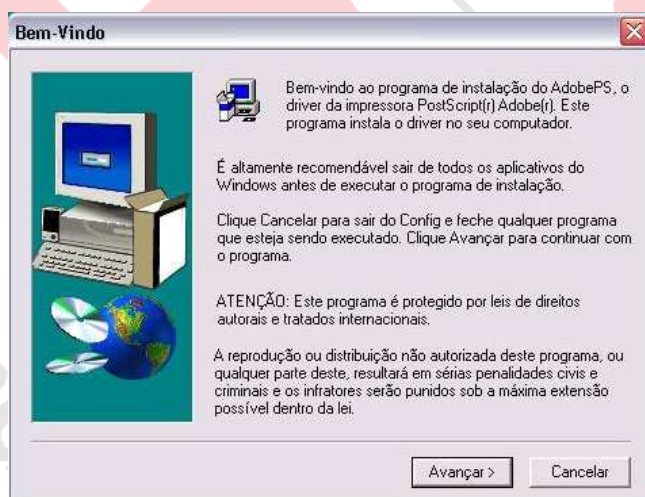 Bem-Vindo
Bem-vindo ao programa de instalação do AdobePS, o
driver da impressora PostScript(r) Adobe(r). Este
programa instala o driver no seu computador.
É altamente recomendável sair de todos os aplicativos do
Windows antes de executar o programa de instalação.
Clique Cancelar para sair do Config e feche qualquer programa
que esteja sendo executado. Clique Avançar para continuar com
o programa.
ATENÇÃO: Este programa é protegido por leis de direitos
autorais e tratados internacionais.
A reprodução ou distribuição não autorizada deste programa, ou
qualquer parte deste, resultará em sérias penalidades civis e
criminais e os infratores serão punidos sob a máxima extensão
possível dentro da lei.
Avançar > Cancelar